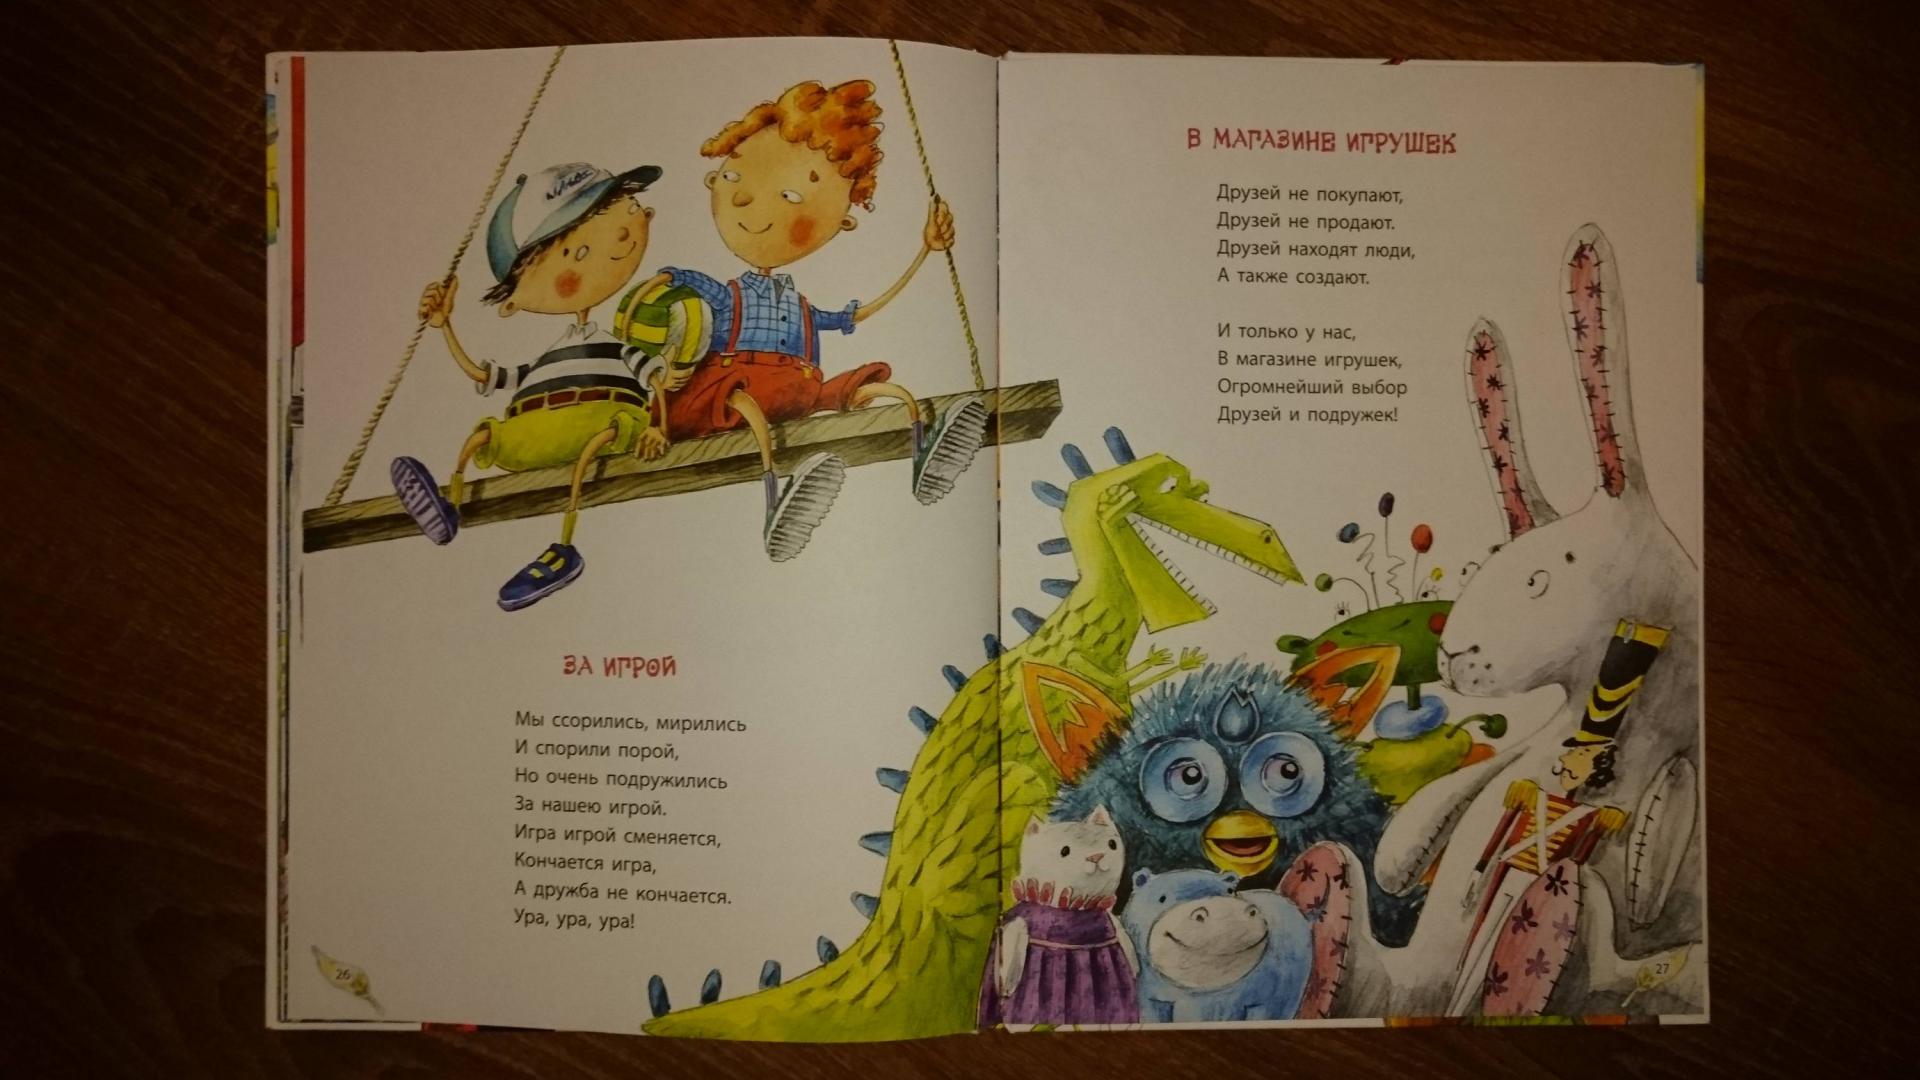 ЗА ИГРОЙ
Мы ссорились, мирились
И спорили порой,
Но очень подружились
За нашею игрой.
Игра игрой сменяется,
Кончается игра,
А дружба не кончается.
Ура, ура, ура!
26
В МАГАЗИНЕ ИГРУШЕК
Друзей не покупают,
Друзей не продают.
Друзей находят люди,
А также создают.
И только у нас,
В магазине игрушек,
Огромнейший выбор
Друзей и подружек!
27